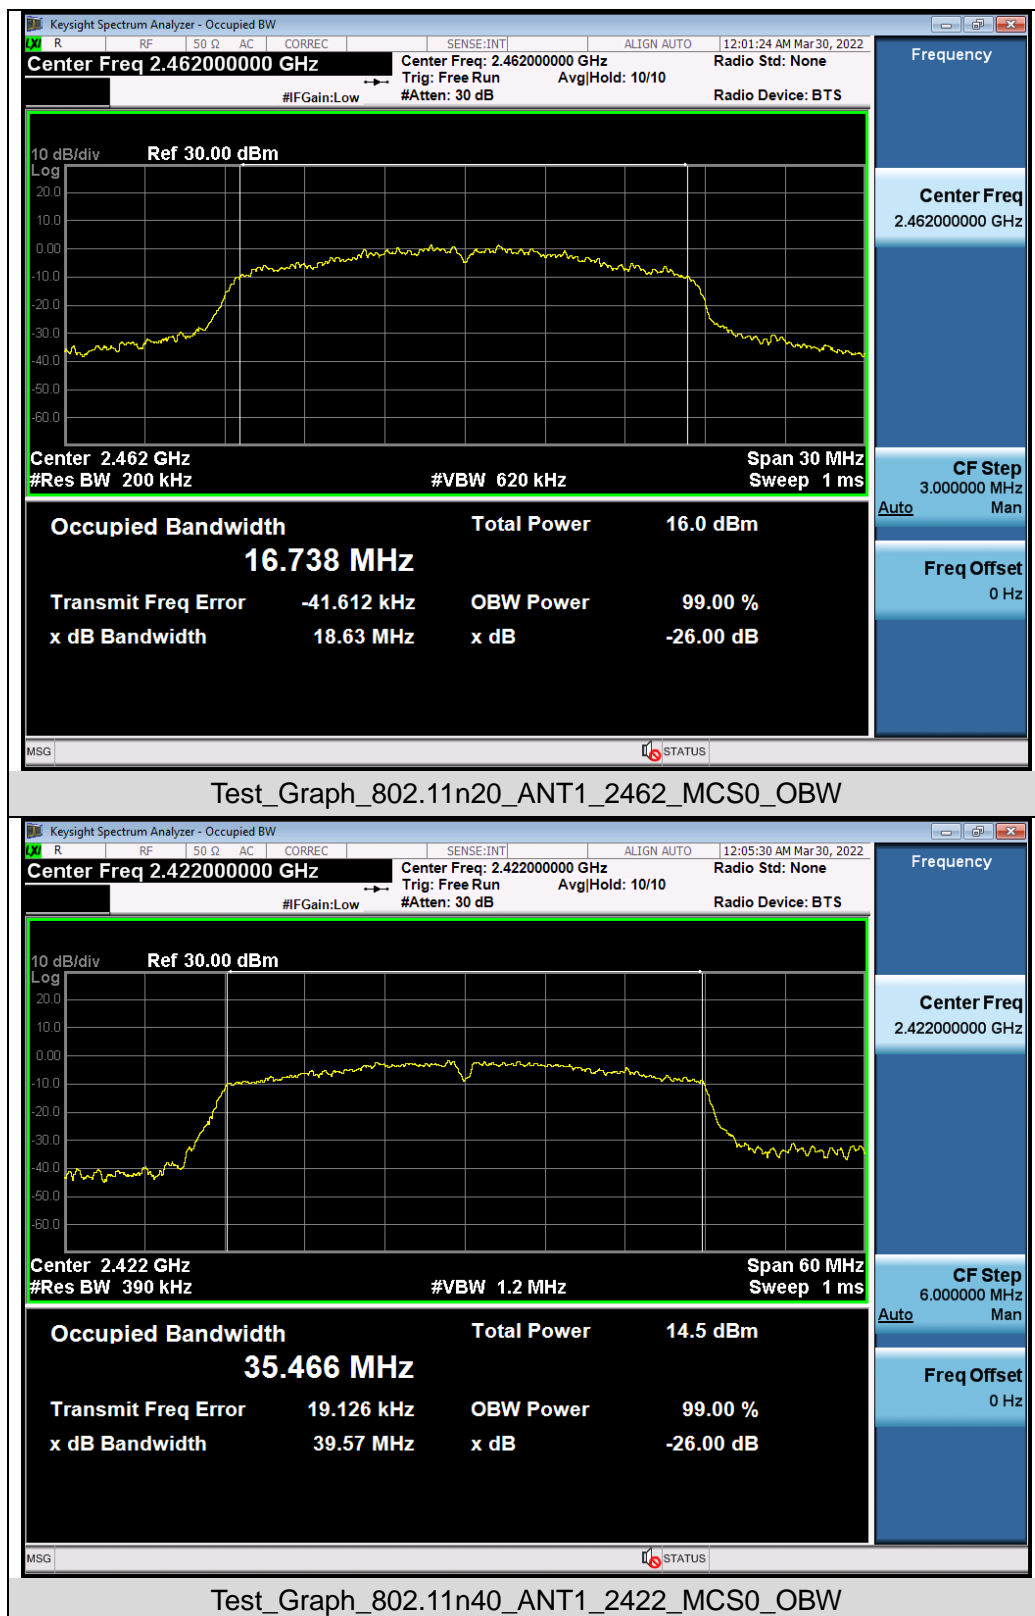 Keysight Spectrum Analyzer - Occupied BW
LXI R RF 50 Ω AC CORREC SENSE:INT ALIGN AUTO 12:01:24 AM Mar 30, 2022
Center Freq 2.462000000 GHz
Center Freq: 2.462000000 GHz
Radio Std: None
Trig: Free Run Avg|Hold: 10/10
#IFGain:Low
#Atten: 30 dB
Radio Device: BTS
10 dB/div Ref 30.00 dBm
Log
20.0
10.0
0.00
-10.0
-20.0
-30.0
-40.0
-50.0
-60.0
Center 2.462 GHz Span 30 MHz
#Res BW 200 kHz #VBW 620 kHz Sweep 1 ms
Occupied Bandwidth Total Power 16.0 dBm
16.738 MHz
Transmit Freq Error -41.612 kHz OBW Power 99.00 %
x dB Bandwidth 18.63 MHz x dB -26.00 dB
MSG STATUS
Frequency
Center Freq
2.462000000 GHz
CF Step
3.000000 MHz
Auto Man
Freq Offset
0 Hz
Test_Graph_802.11n20_ANT1_2462_MCS0_OBW
Keysight Spectrum Analyzer - Occupied BW
LXI R RF 50 Ω AC CORREC SENSE:INT ALIGN AUTO 12:05:30 AM Mar 30, 2022
Center Freq 2.422000000 GHz
Center Freq: 2.422000000 GHz
Radio Std: None
Trig: Free Run Avg|Hold: 10/10
#IFGain:Low
#Atten: 30 dB
Radio Device: BTS
10 dB/div Ref 30.00 dBm
Log
20.0
10.0
0.00
-10.0
-20.0
-30.0
-40.0
-50.0
-60.0
Center 2.422 GHz Span 60 MHz
#Res BW 390 kHz #VBW 1.2 MHz Sweep 1 ms
Occupied Bandwidth Total Power 14.5 dBm
35.466 MHz
Transmit Freq Error 19.126 kHz OBW Power 99.00 %
x dB Bandwidth 39.57 MHz x dB -26.00 dB
MSG STATUS
Frequency
Center Freq
2.422000000 GHz
CF Step
6.000000 MHz
Auto Man
Freq Offset
0 Hz
Test_Graph_802.11n40_ANT1_2422_MCS0_OBW